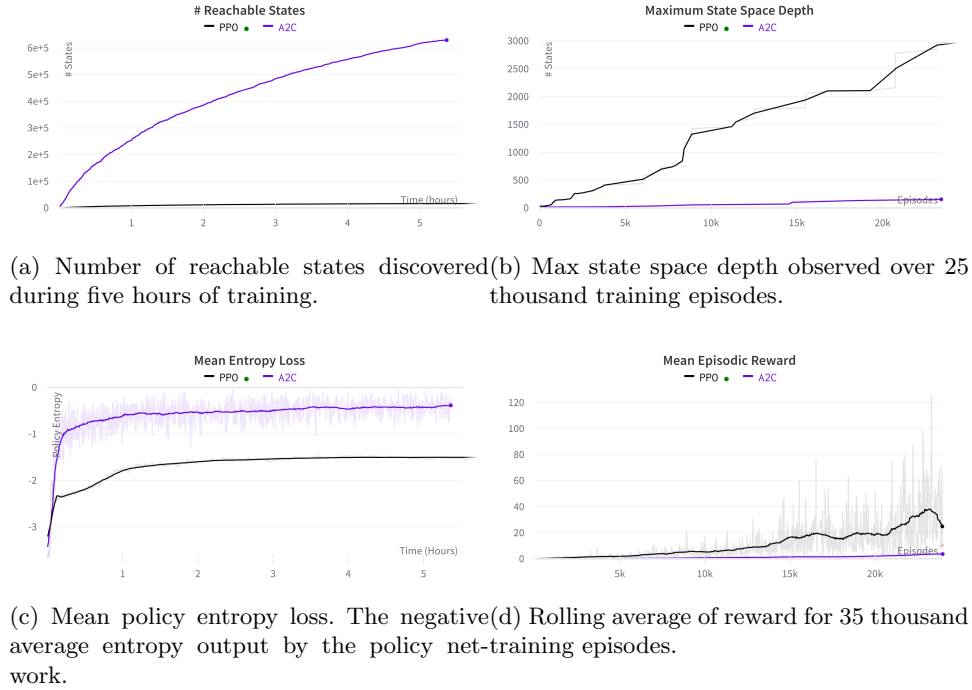 # Reachable States
PPO A2C
# States
6e+5
5e+5
4e+5
3e+5
2e+5
1e+5
0
Time (hours)
1 2 3 4 5
(a) Number of reachable states discovered
during five hours of training.
Maximum State Space Depth
PPO A2C
# States
3000
2500
2000
1500
1000
500
0
Episodes
0 5k 10k 15k 20k
(b) Max state space depth observed over 25
thousand training episodes.
Mean Entropy Loss
PPO A2C
Policy Entropy
0
-1
-2
-3
Time (Hours)
1 2 3 4 5
(c) Mean policy entropy loss. The negative
average entropy output by the policy net-
work.
Mean Episodic Reward
PPO A2C
120
100
80
60
40
20
0
Episodes
5k 10k 15k 20k
(d) Rolling average of reward for 35 thousand
training episodes.